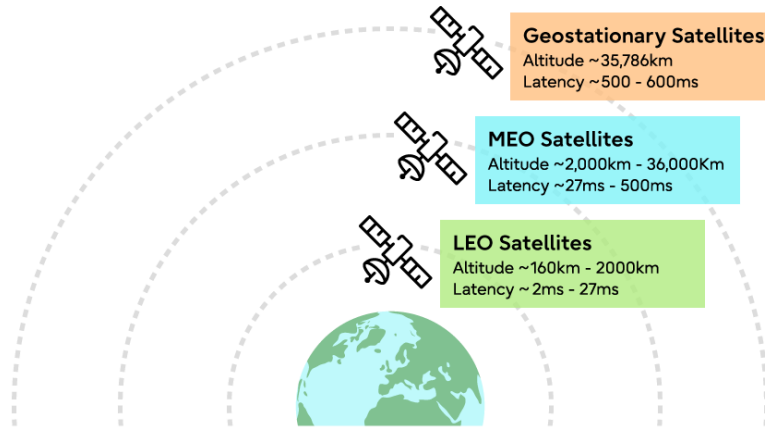 Geostationary Satellites
Altitude ~35,786km
Latency ~500 - 600ms
MEO Satellites
Altitude ~2,000km - 36,000Km
Latency ~27ms - 500ms
LEO Satellites
Altitude ~160km - 2000km
Latency ~ 2ms - 27ms